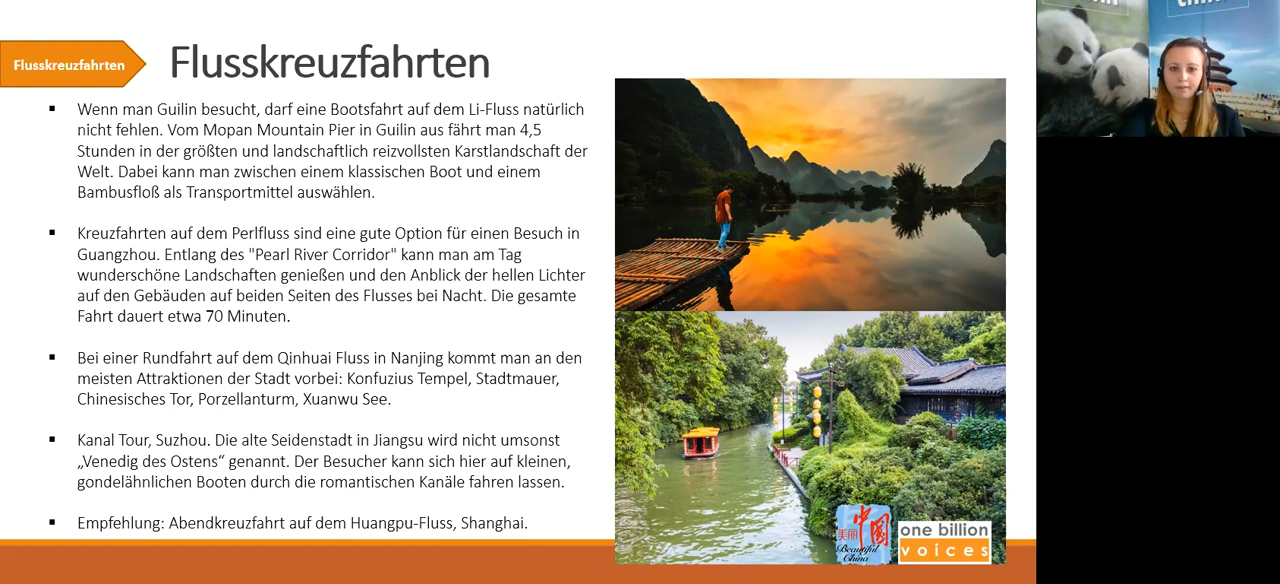 Flusskreuzfahrten
Flusskreuzfahrten
Wenn man Guilin besucht, darf eine Bootsfahrt auf dem Li-Fluss natürlich
nicht fehlen. Vom Mopan Mountain Pier in Guilin aus fährt man 4,5
Stunden in der größten und landschaftlich reizvollsten Karstlandschaft der
Welt. Dabei kann man zwischen einem klassischen Boot und einem
Bambusfloß als Transportmittel auswählen.
Kreuzfahrten auf dem Perlfluss sind eine gute Option für einen Besuch in
Guangzhou. Entlang des "Pearl River Corridor" kann man am Tag
wunderschöne Landschaften genießen und den Anblick der hellen Lichter
auf den Gebäuden auf beiden Seiten des Flusses bei Nacht. Die gesamte
Fahrt dauert etwa 70 Minuten.
Bei einer Rundfahrt auf dem Qinhuai Fluss in Nanjing kommt man an den
meisten Attraktionen der Stadt vorbei: Konfuzius Tempel, Stadtmauer,
Chinesisches Tor, Porzellanturm, Xuanwu See.
Kanal Tour, Suzhou. Die alte Seidenstadt in Jiangsu wird nicht umsonst
„Venedig des Ostens“ genannt. Der Besucher kann sich hier auf kleinen,
gondelähnlichen Booten durch die romantischen Kanäle fahren lassen.
Empfehlung: Abendkreuzfahrt auf dem Huangpu-Fluss, Shanghai.
美丽
中国
Beautiful
China
one billion
voices